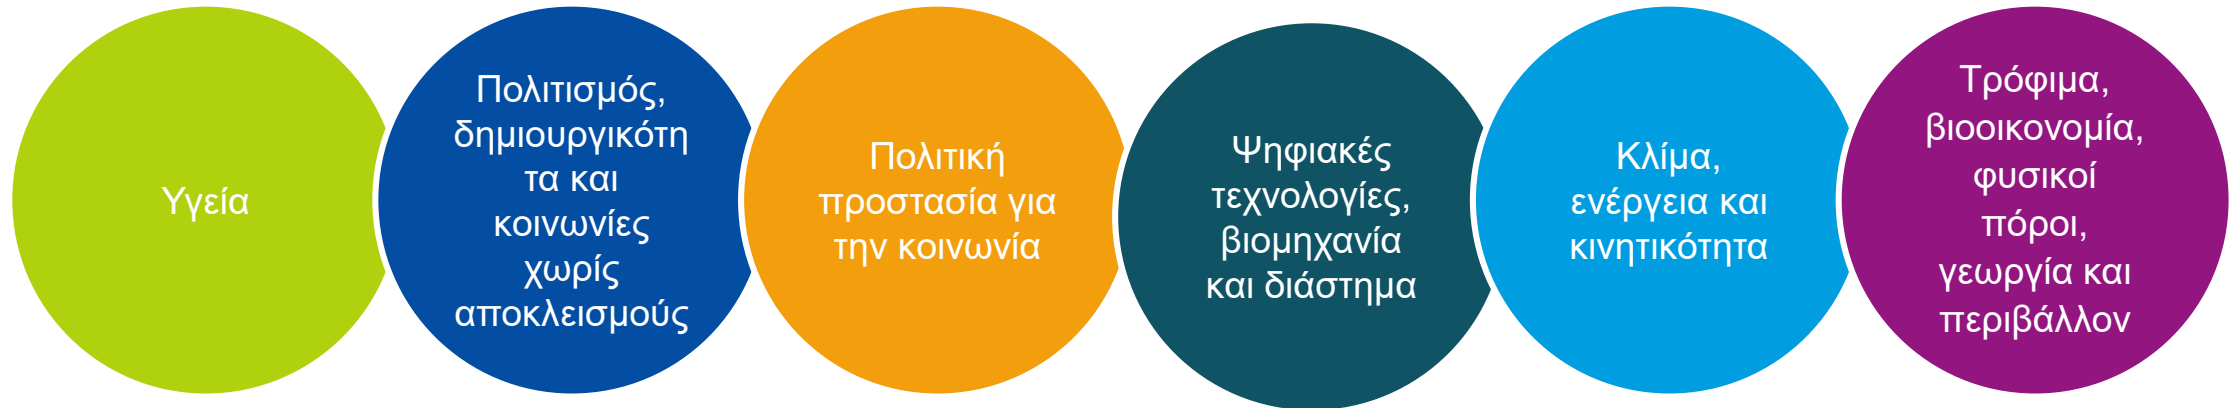 Υγεία
Πολιτισμός,
δημιουργικότη
τα και
κοινωνίες
χωρίς
αποκλεισμούς
Πολιτική
προστασία για
την κοινωνία
Ψηφιακές
τεχνολογίες,
βιομηχανία
και διάστημα
Κλίμα,
ενέργεια και
κινητικότητα
Τρόφιμα,
βιοοικονομία,
φυσικοί
πόροι,
γεωργία και
περιβάλλον